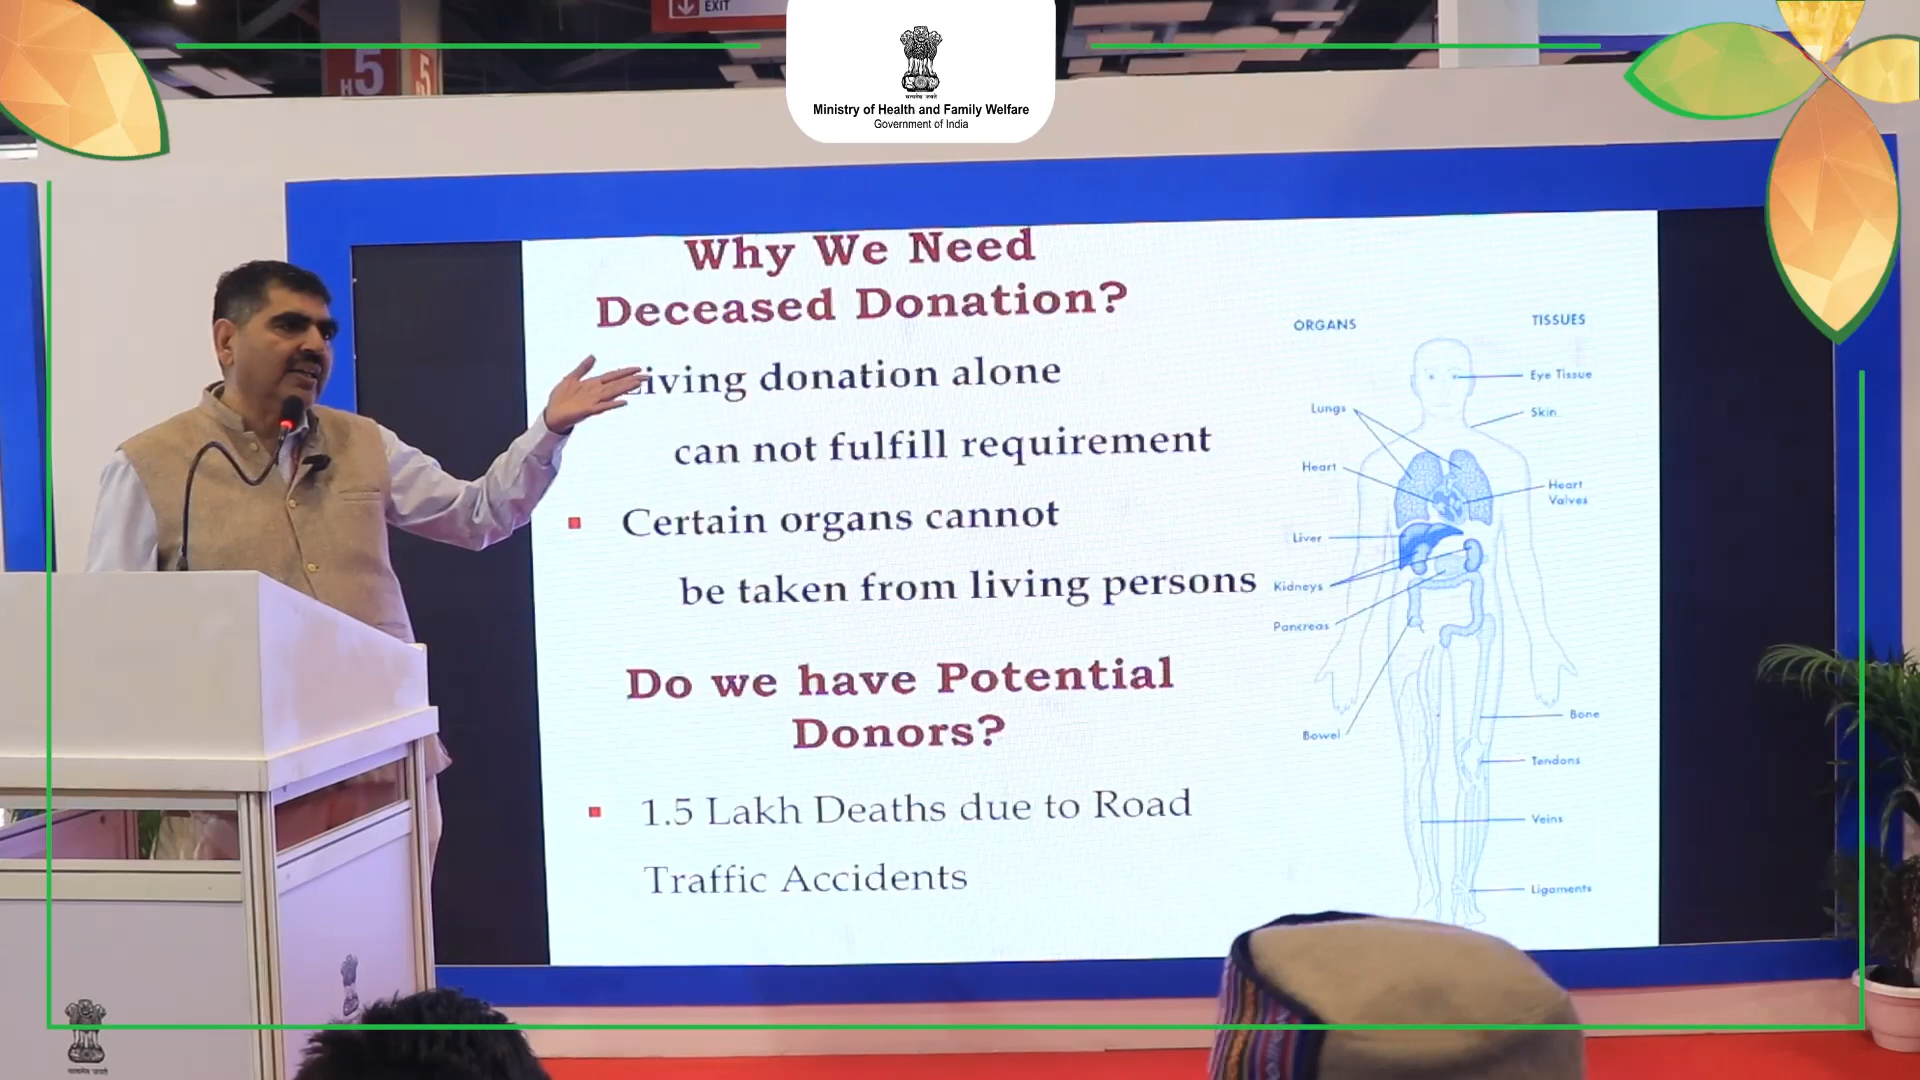 EXIT
H5
5
Ministry of Health and Family Welfare
Government of India
Why We Need
Deceased Donation?
iving donation alone
can not fulfill requirement
Certain organs cannot
be taken from living persons
Do we have Potential
Donors?
1.5 Lakh Deaths due to Road
Traffic Accidents
ORGANS
TISSUES
Eye Tissue
Lungs
Skin
Heart
Heart
Valves
Liver
Kidneys
Pancreas
Bone
Bowel
Tendons
Veins
Ligaments